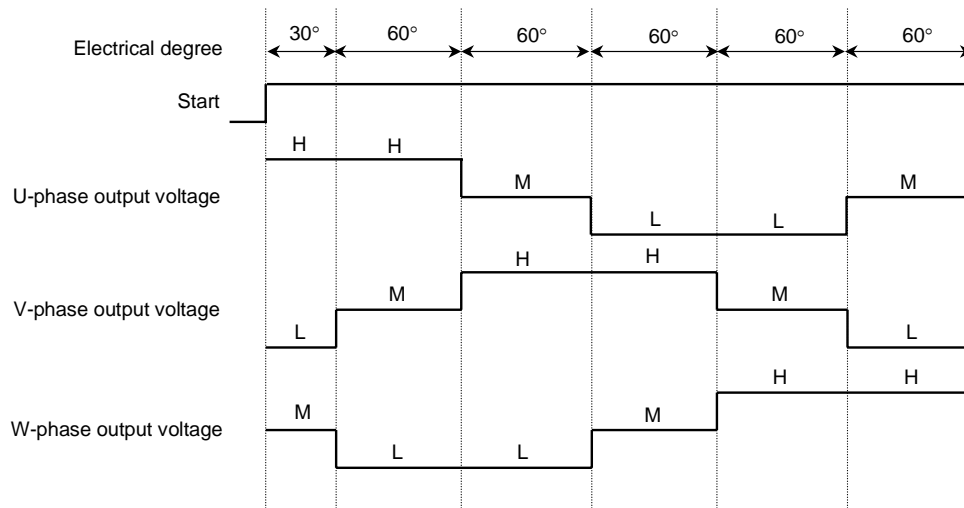 Electrical degree 30° 60° 60° 60° 60° 60°
Start
H H M L L M
U-phase output voltage
L M H H M L
V-phase output voltage
M L L M H H
W-phase output voltage